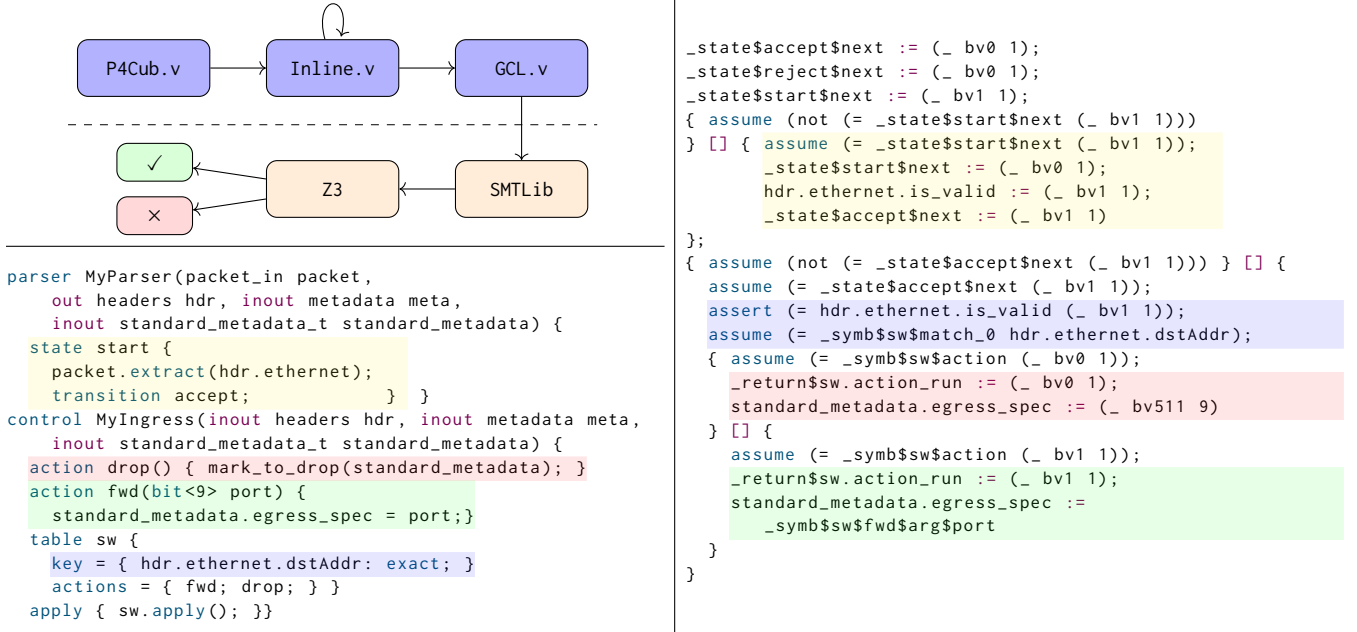 P4Cub.v
Inline.v
GCL.v
✓
×
Z3
SMTLib
parser MyParser(packet_in packet,
    out headers hdr, inout metadata meta,
    inout standard_metadata_t standard_metadata) {
  state start {
    packet.extract(hdr.ethernet);
    transition accept;            }  }
control MyIngress(inout headers hdr, inout metadata meta,
    inout standard_metadata_t standard_metadata) {
  action drop() { mark_to_drop(standard_metadata); }
  action fwd(bit<9> port) {
    standard_metadata.egress_spec = port;}
  table sw {
    key = { hdr.ethernet.dstAddr: exact; }
    actions = { fwd; drop; } }
  apply { sw.apply(); }}
_state$accept$next := (_ bv0 1);
_state$reject$next := (_ bv0 1);
_state$start$next := (_ bv1 1);
{ assume (not (= _state$start$next (_ bv1 1)))
} [] { assume (= _state$start$next (_ bv1 1));
       _state$start$next := (_ bv0 1);
       hdr.ethernet.is_valid := (_ bv1 1);
       _state$accept$next := (_ bv1 1)
};
{ assume (not (= _state$accept$next (_ bv1 1))) } [] {
  assume (= _state$accept$next (_ bv1 1));
  assert (= hdr.ethernet.is_valid (_ bv1 1));
  assume (= _symb$sw$match_0 hdr.ethernet.dstAddr);
  { assume (= _symb$sw$action (_ bv0 1));
    _return$sw.action_run := (_ bv0 1);
    standard_metadata.egress_spec := (_ bv511 9)
  } [] {
    assume (= _symb$sw$action (_ bv1 1));
    _return$sw.action_run := (_ bv1 1);
    standard_metadata.egress_spec :=
       _symb$sw$fwd$arg$port
  }
}